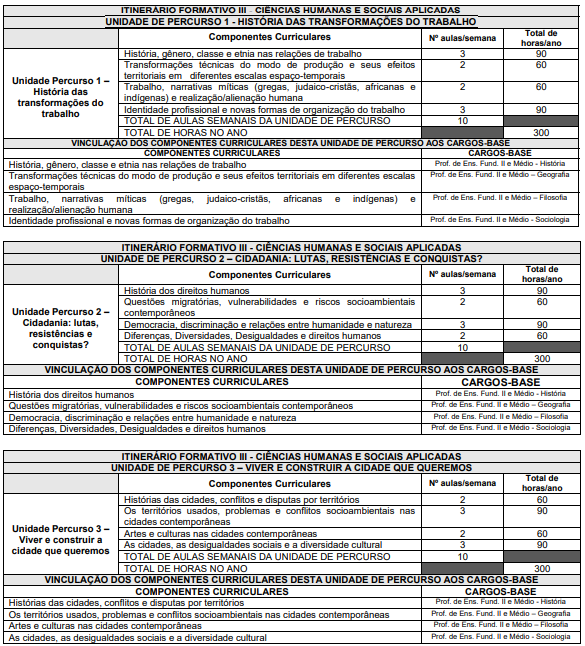 ITINERÁRIO FORMATIVO III - CIÊNCIAS HUMANAS E SOCIAIS APLICADAS
UNIDADE DE PERCURSO 1 - HISTÓRIA DAS TRANSFORMAÇÕES DO TRABALHO
Unidade Percurso 1 –
História das
transformações do
trabalho
Componentes Curriculares
Nº aulas/semana
Total de
horas/ano
História, gênero, classe e etnia nas relações de trabalho 3 90
Transformações técnicas do modo de produção e seus efeitos
territoriais em diferentes escalas espaço-temporais 2 60
Trabalho, narrativas míticas (gregas, judaico-cristãs, africanas e
indígenas) e realização/alienação humana 2 60
Identidade profissional e novas formas de organização do trabalho 3 90
TOTAL DE AULAS SEMANAIS DA UNIDADE DE PERCURSO 10
TOTAL DE HORAS NO ANO 300
VINCULAÇÃO DOS COMPONENTES CURRICULARES DESTA UNIDADE DE PERCURSO AOS CARGOS-BASE
COMPONENTES CURRICULARES CARGOS-BASE
História, gênero, classe e etnia nas relações de trabalho Prof. de Ens. Fund. II e Médio - História
Transformações técnicas do modo de produção e seus efeitos territoriais em diferentes escalas Prof. de Ens. Fund. II e Médio – Geografia
espaço-temporais
Trabalho, narrativas míticas (gregas, judaico-cristãs, africanas e indígenas) e Prof. de Ens. Fund. II e Médio – Filosofia
realização/alienação humana
Identidade profissional e novas formas de organização do trabalho Prof. de Ens. Fund. II e Médio - Sociologia
ITINERÁRIO FORMATIVO III - CIÊNCIAS HUMANAS E SOCIAIS APLICADAS
UNIDADE DE PERCURSO 2 – CIDADANIA: LUTAS, RESISTÊNCIAS E CONQUISTAS?
Unidade Percurso 2 –
Cidadania: lutas,
resistências e
conquistas?
Componentes Curriculares
Nº aulas/semana
Total de
horas/ano
História dos direitos humanos 3 90
Questões migratórias, vulnerabilidades e riscos socioambientais
contemporâneos 2 60
Democracia, discriminação e relações entre humanidade e natureza 3 90
Diferenças, Diversidades, Desigualdades e direitos humanos 2 60
TOTAL DE AULAS SEMANAIS DA UNIDADE DE PERCURSO 10
TOTAL DE HORAS NO ANO 300
VINCULAÇÃO DOS COMPONENTES CURRICULARES DESTA UNIDADE DE PERCURSO AOS CARGOS-BASE
COMPONENTES CURRICULARES CARGOS-BASE
História dos direitos humanos Prof. de Ens. Fund. II e Médio - História
Questões migratórias, vulnerabilidades e riscos socioambientais contemporâneos Prof. de Ens. Fund. II e Médio – Geografia
Democracia, discriminação e relações entre humanidade e natureza Prof. de Ens. Fund. II e Médio – Filosofia
Diferenças, Diversidades, Desigualdades e direitos humanos Prof. de Ens. Fund. II e Médio - Sociologia
ITINERÁRIO FORMATIVO III - CIÊNCIAS HUMANAS E SOCIAIS APLICADAS
UNIDADE DE PERCURSO 3 – VIVER E CONSTRUIR A CIDADE QUE QUEREMOS
Unidade Percurso 3 –
Viver e construir a
cidade que queremos
Componentes Curriculares
Nº aulas/semana
Total de
horas/ano
Histórias das cidades, conflitos e disputas por territórios 2 60
Os territórios usados, problemas e conflitos socioambientais nas
cidades contemporâneas 3 90
Artes e culturas nas cidades contemporâneas 2 60
As cidades, as desigualdades sociais e a diversidade cultural 3 90
TOTAL DE AULAS SEMANAIS DA UNIDADE DE PERCURSO 10
TOTAL DE HORAS NO ANO 300
VINCULAÇÃO DOS COMPONENTES CURRICULARES DESTA UNIDADE DE PERCURSO AOS CARGOS-BASE
COMPONENTES CURRICULARES CARGOS-BASE
Histórias das cidades, conflitos e disputas por territórios Prof. de Ens. Fund. II e Médio - História
Os territórios usados, problemas e conflitos socioambientais nas cidades contemporâneas Prof. de Ens. Fund. II e Médio – Geografia
Artes e culturas nas cidades contemporâneas Prof. de Ens. Fund. II e Médio – Filosofia
As cidades, as desigualdades sociais e a diversidade cultural Prof. de Ens. Fund. II e Médio - Sociologia